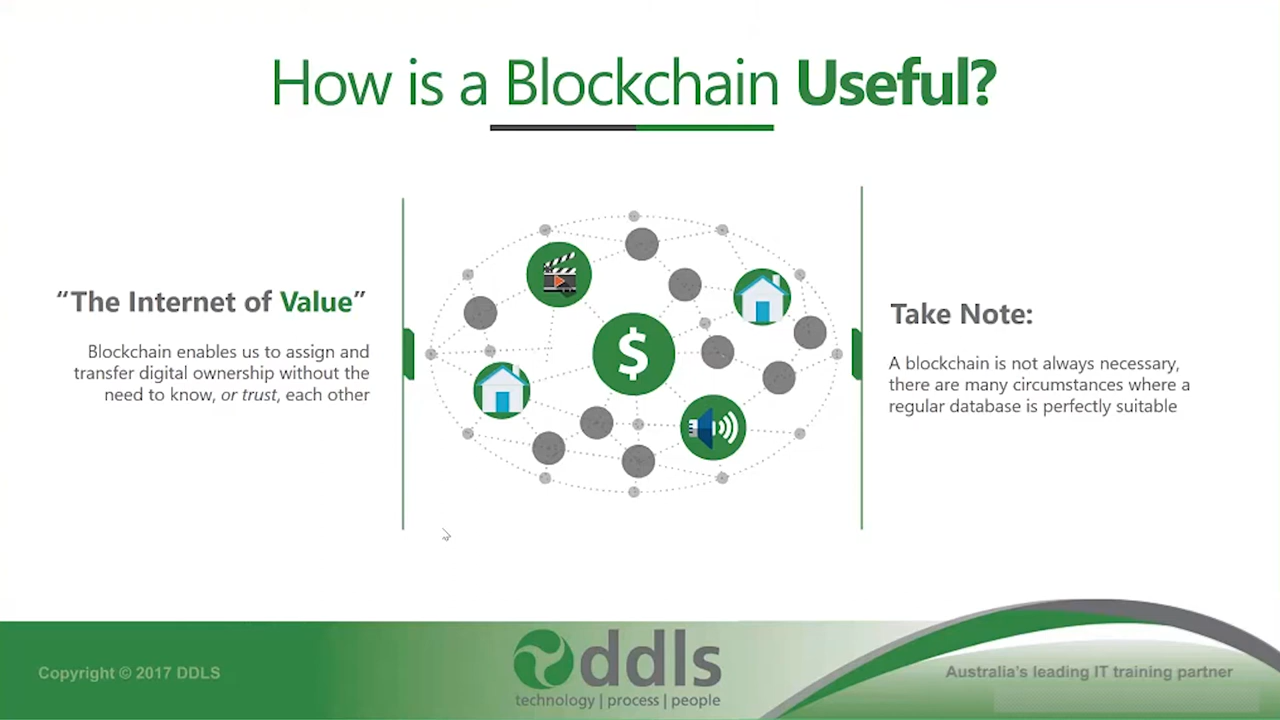 How is a Blockchain Useful?
“The Internet of Value”
Blockchain enables us to assign and
transfer digital ownership without the
need to know, or trust, each other
$
Take Note:
A blockchain is not always necessary,
there are many circumstances where a
regular database is perfectly suitable
Copyright © 2017 DDLS
ddls
technology | process | people
Australia's leading IT training partner